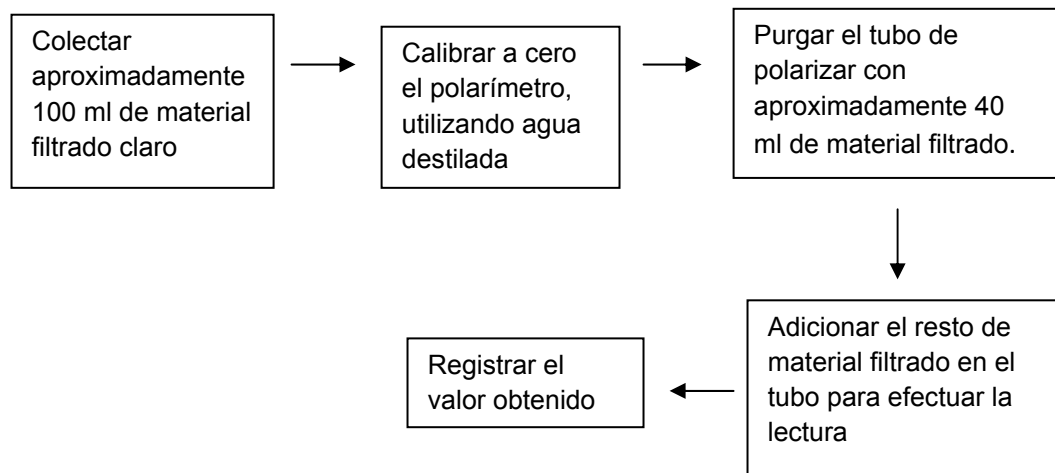 Colectar
aproximadamente
100 ml de material
filtrado claro
Calibrar a cero
el polarímetro,
utilizando agua
destilada
Purgar el tubo de
polarizar con
aproximadamente 40
ml de material filtrado.
Adicionar el resto de
material filtrado en el
tubo para efectuar la
lectura
Registrar el
valor obtenido